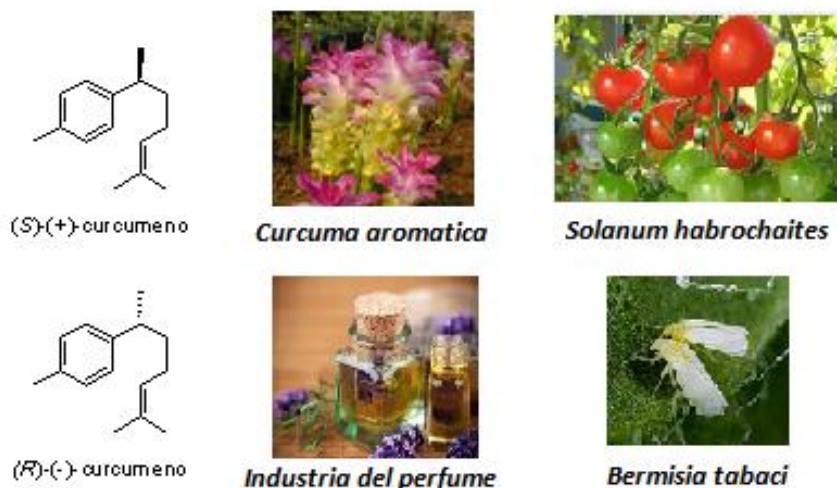 (S)-(+)-curcumeno
Curcuma aromatica
Solanum habrochaites
(R)-(-)-curcumeno
Industria del perfume
Bermisia tabaci